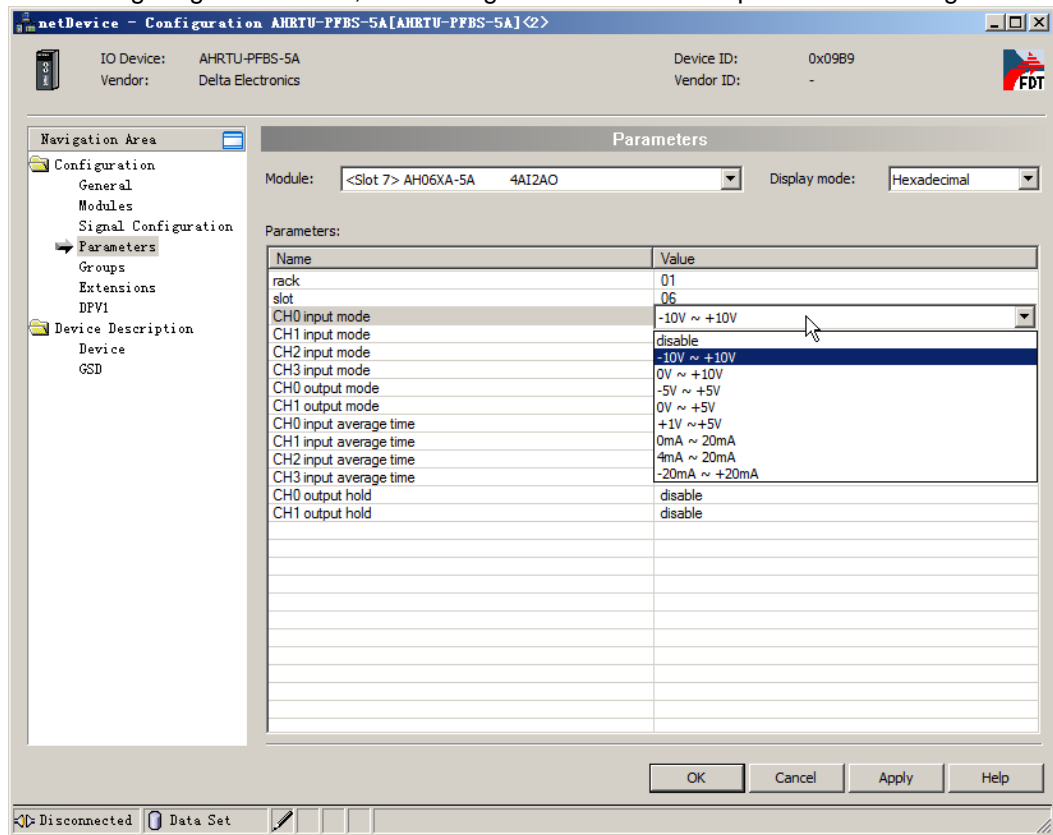 netDevice - Configuration AHRTU-PFBS-5A[AHRTU-PFBS-5A]<2>
IO Device: AHRTU-PFBS-5A Device ID: 0x09B9
Vendor: Delta Electronics Vendor ID: -
FDT
Navigation Area
Configuration
General
Modules
Signal Configuration
Parameters
Groups
Extensions
DPV1
Device Description
Device
GSD
Parameters
Module: <Slot 7> AH06XA-5A 4AI2AO Display mode: Hexadecimal
Parameters:
Name Value
rack 01
slot 06
CH0 input mode -10V ~ +10V
CH1 input mode
CH2 input mode
CH3 input mode
CH0 output mode
CH1 output mode
CH0 input average time
CH1 input average time
CH2 input average time
CH3 input average time
CH0 output hold disable
CH1 output hold disable
disable
-10V ~ +10V
0V ~ +10V
-5V ~ +5V
0V ~ +5V
+1V ~+5V
0mA ~ 20mA
4mA ~ 20mA
-20mA ~ +20mA
OK Cancel Apply Help
Disconnected Data Set